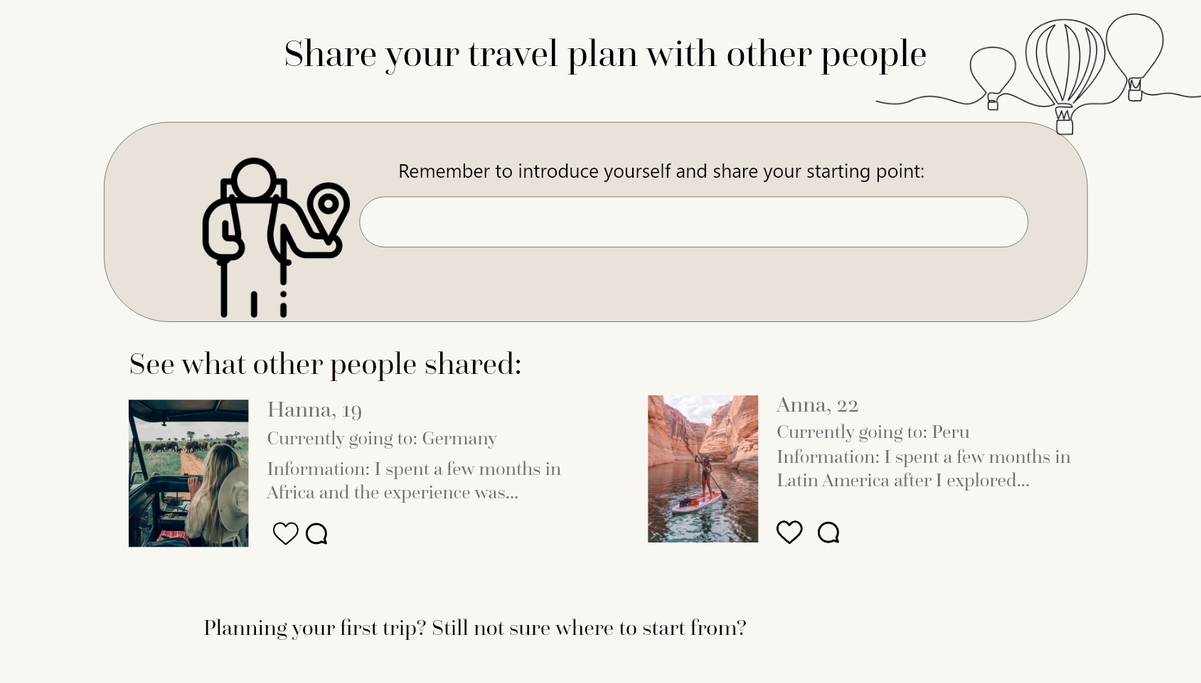 Share your travel plan with other people
Remember to introduce yourself and share your starting point:
See what other people shared:
Hanna, 19
Currently going to: Germany
Information: I spent a few months in
Africa and the experience was...
Anna, 22
Currently going to: Peru
Information: I spent a few months in
Latin America after I explored...
Planning your first trip? Still not sure where to start from?